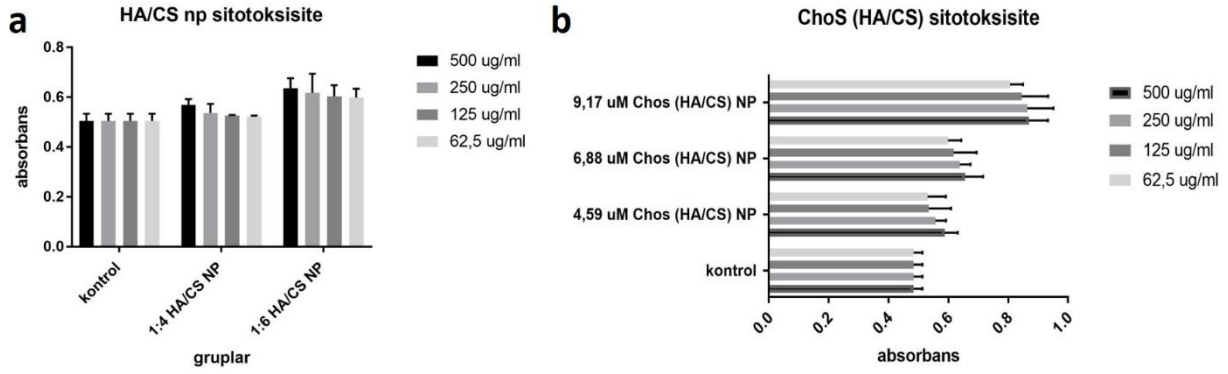 a
HA/CS np sitotoksisite
absorbans
0.8
0.6
0.4
0.2
0.0
kontrol
1:4 HA/CS NP
1:6 HA/CS NP
gruplar
500 ug/ml
250 ug/ml
125 ug/ml
62,5 ug/ml
b
ChoS (HA/CS) sitotoksisite
9,17 uM Chos (HA/CS) NP
6,88 uM Chos (HA/CS) NP
4,59 uM Chos (HA/CS) NP
kontrol
0.0
0.2
0.4
0.6
0.8
1.0
absorbans
500 ug/ml
250 ug/ml
125 ug/ml
62,5 ug/ml